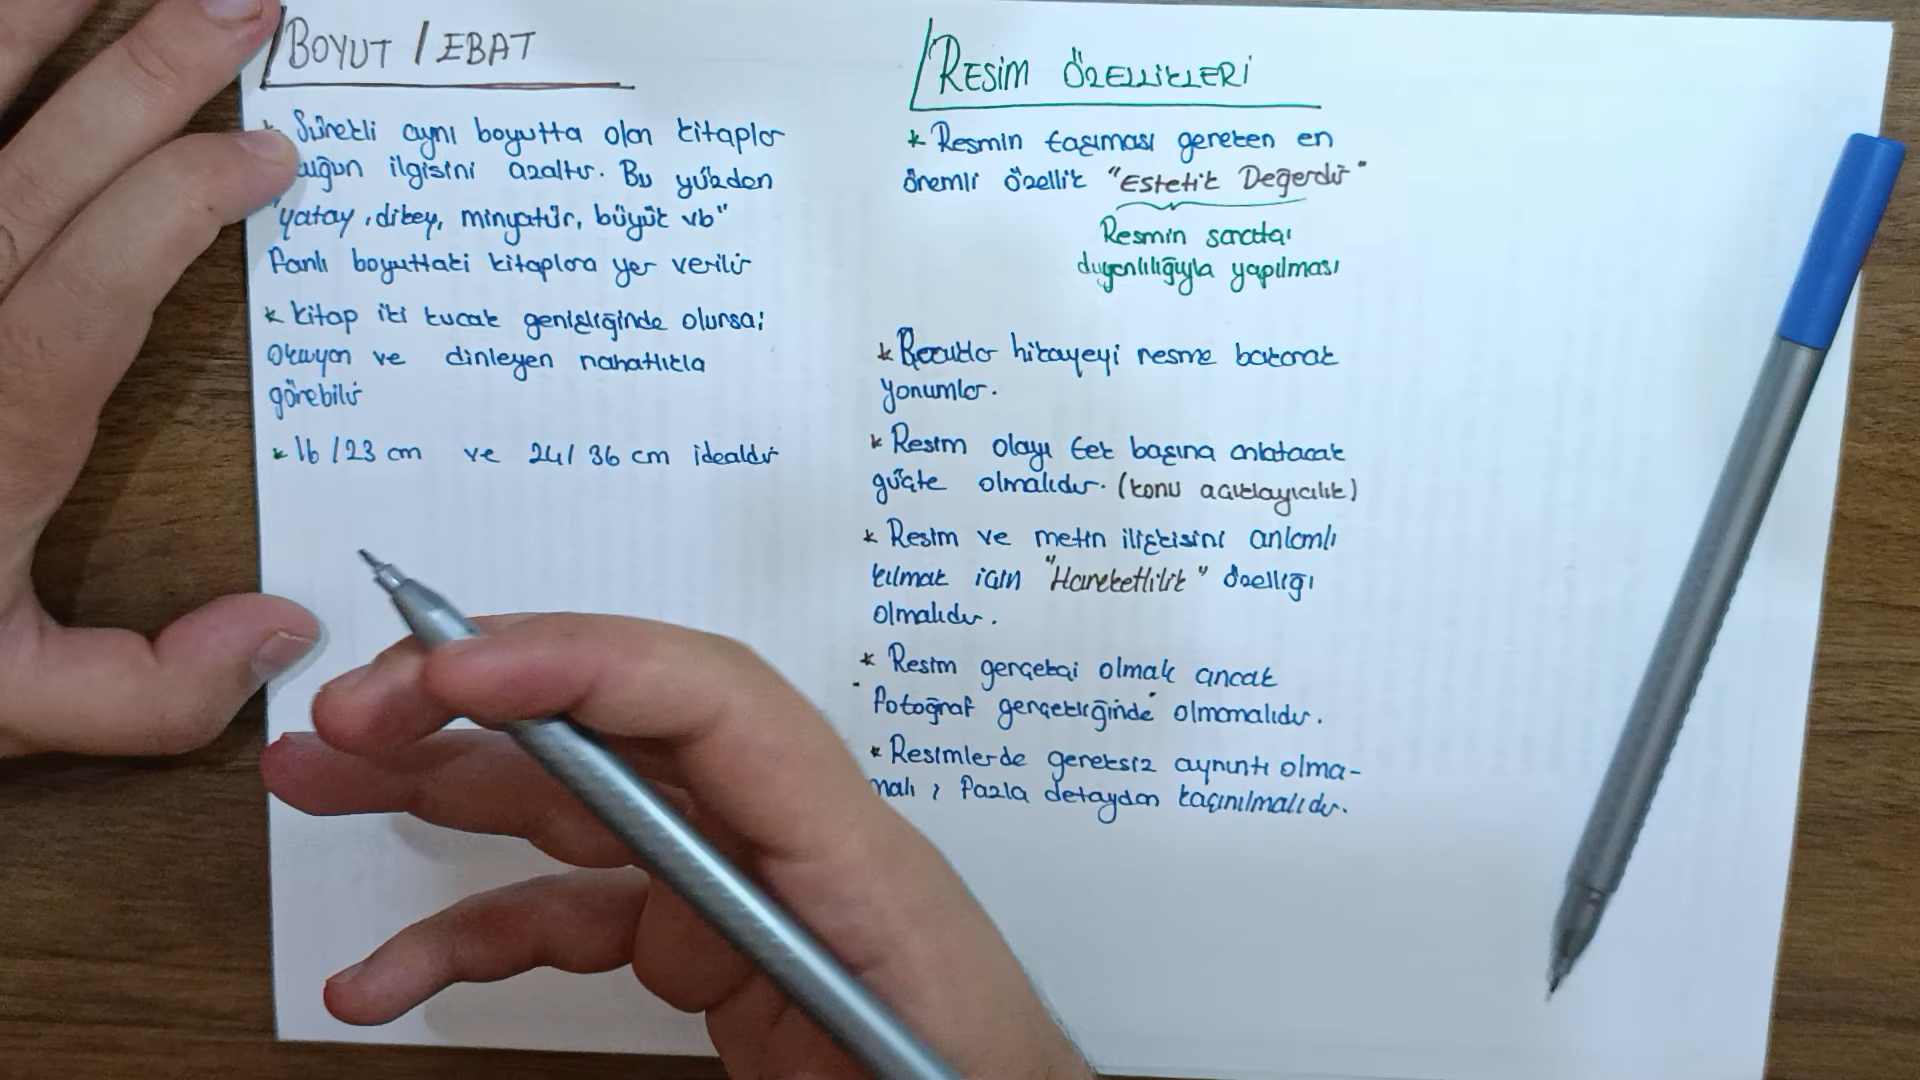 BOYUT / EBAT
* Sürekli aynı boyutta olan kitaplar
ilgisini azaltır. Bu yüzden
"yatay, dikey, minyatür, büyük vb"
farklı boyuttaki kitaplara yer verilir
* Kitap iki kucak genişliğinde olursa;
Okuyan ve dinleyen rahatlıkla
görebilir
* 16/23 cm ve 24/36 cm idealdir
RESİM ÖZELLİKLERİ
* Resmin taşıması gereken en
önemli özellik "Estetik Değerdir"
Resmin sanatla
duyarlılığıyla yapılması
* Çocuklar hikayeyi resme bakarak
yorumlar.
* Resim olayı tek başına anlatacak
güçte olmalıdır. (konu açıklayıcılık)
* Resim ve metin ilişkisini anlamlı
kılmak için "Hareketlilik" özelliği
olmalıdır.
* Resim gerçekçi olmalı ancak
fotoğraf gerçekliğinde olmamalıdır.
* Resimlerde gereksiz ayrıntı olma-
malı, fazla detaydan kaçınılmalıdır.